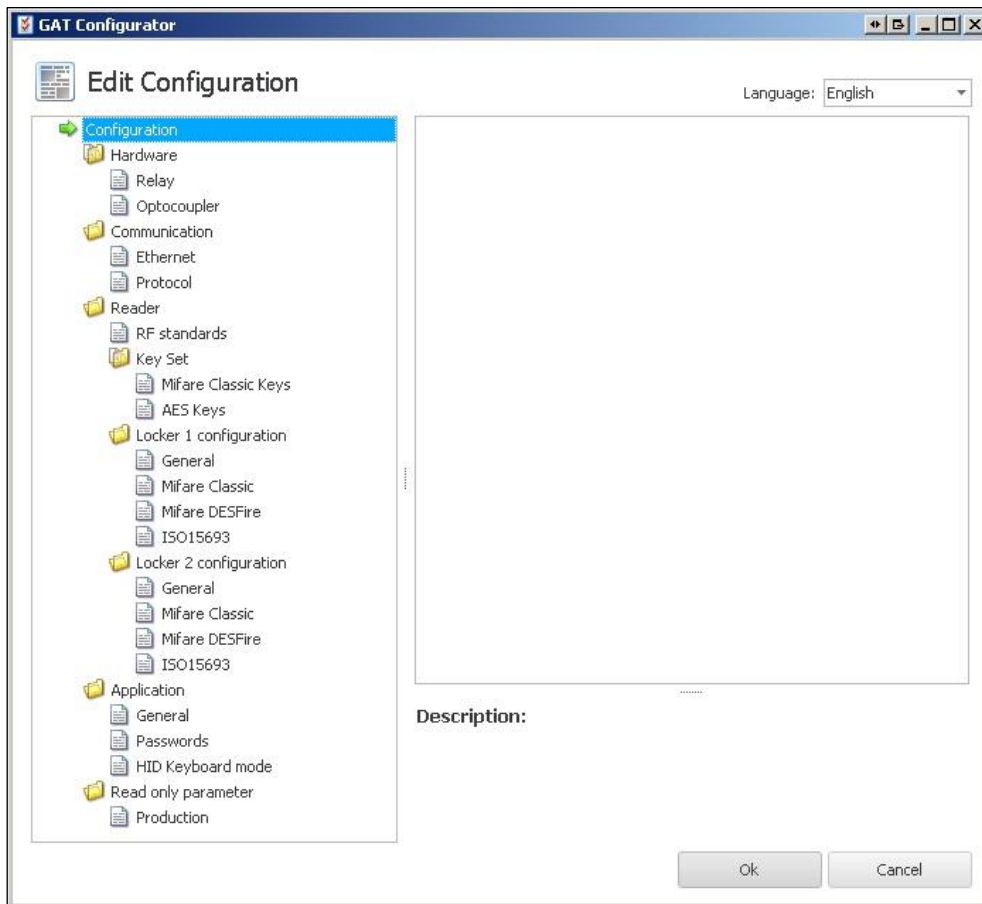 GAT Configurator
Edit Configuration
Language: English
Configuration
Hardware
Relay
Optocoupler
Communication
Ethernet
Protocol
Reader
RF standards
Key Set
Mifare Classic Keys
AES Keys
Locker 1 configuration
General
Mifare Classic
Mifare DESFire
ISO15693
Locker 2 configuration
General
Mifare Classic
Mifare DESFire
ISO15693
Application
General
Passwords
HID Keyboard mode
Read only parameter
Production
Description:
Ok Cancel